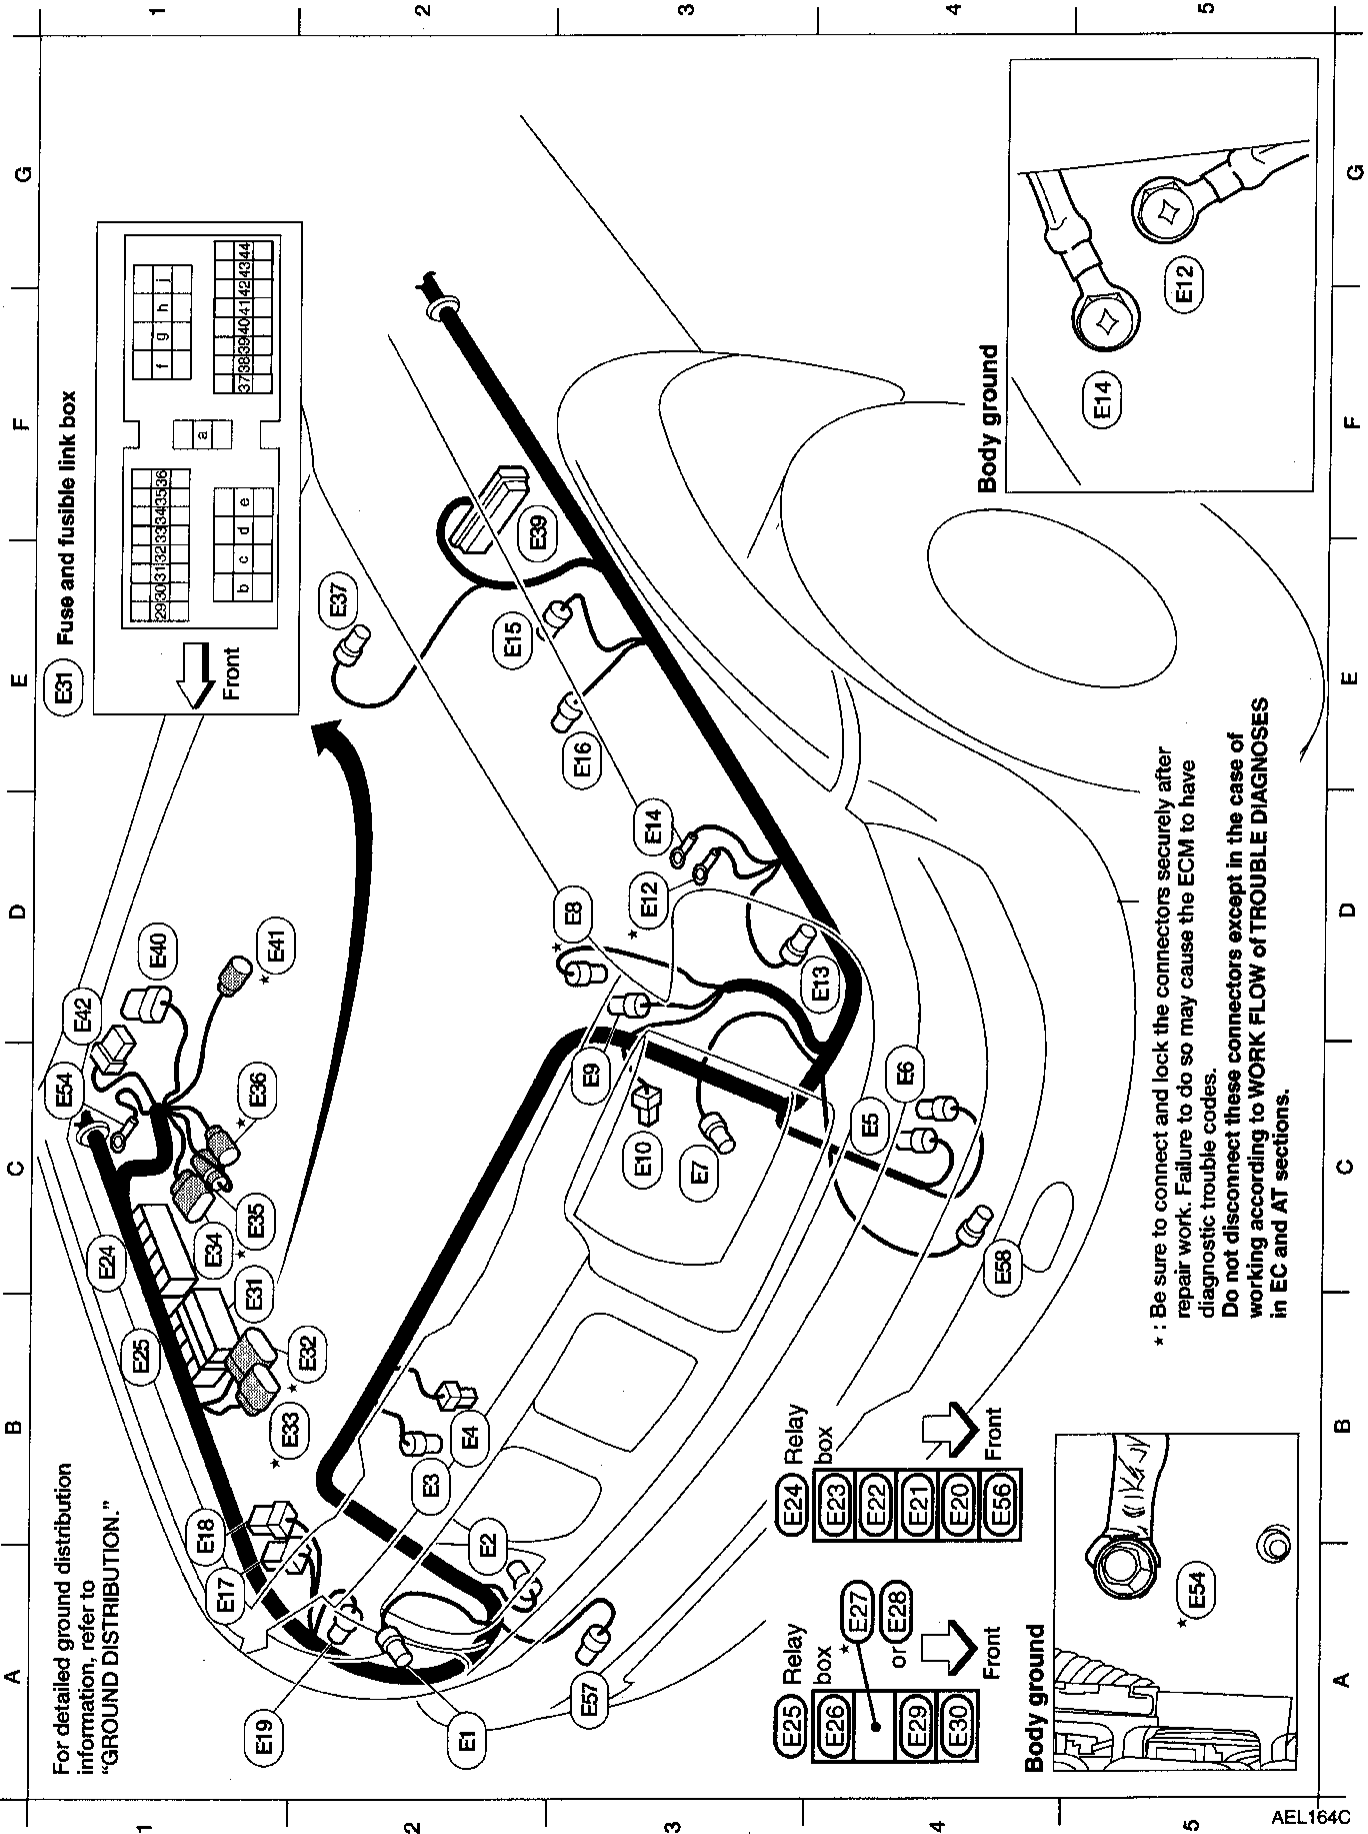 1
2
3
4
5
G
F
E
D
C
B
A
For detailed ground distribution
information, refer to
“GROUND DISTRIBUTION.”
E31 Fuse and fusible link box
29 30 31 32 33 34 35 36
b c d e
a
f g h j
37 38 39 40 41 42 43 44
Front
E42
E40
E54
★ E41
★ E36
E24
E34
★ E35
E31
E25
★ E32
★ E33
E18
E17
E37
E39
E15
E16
E14
★ E12
★ E8
E13
E9
E10
E7
E6
E5
E58
E4
E3
E2
E19
E1
E57
E24 Relay
box
E23
E22
E21
E20
E56
Front
E25 Relay
box
E26
★ E27
or E28
E29
E30
Front
★ : Be sure to connect and lock the connectors securely after
repair work. Failure to do so may cause the ECM to have
diagnostic trouble codes.
Do not disconnect these connectors except in the case of
working according to WORK FLOW of TROUBLE DIAGNOSES
in EC and AT sections.
Body ground
E14
E12
Body ground
★ E54
A
B
C
D
E
F
G
1
2
3
4
5
AEL164C